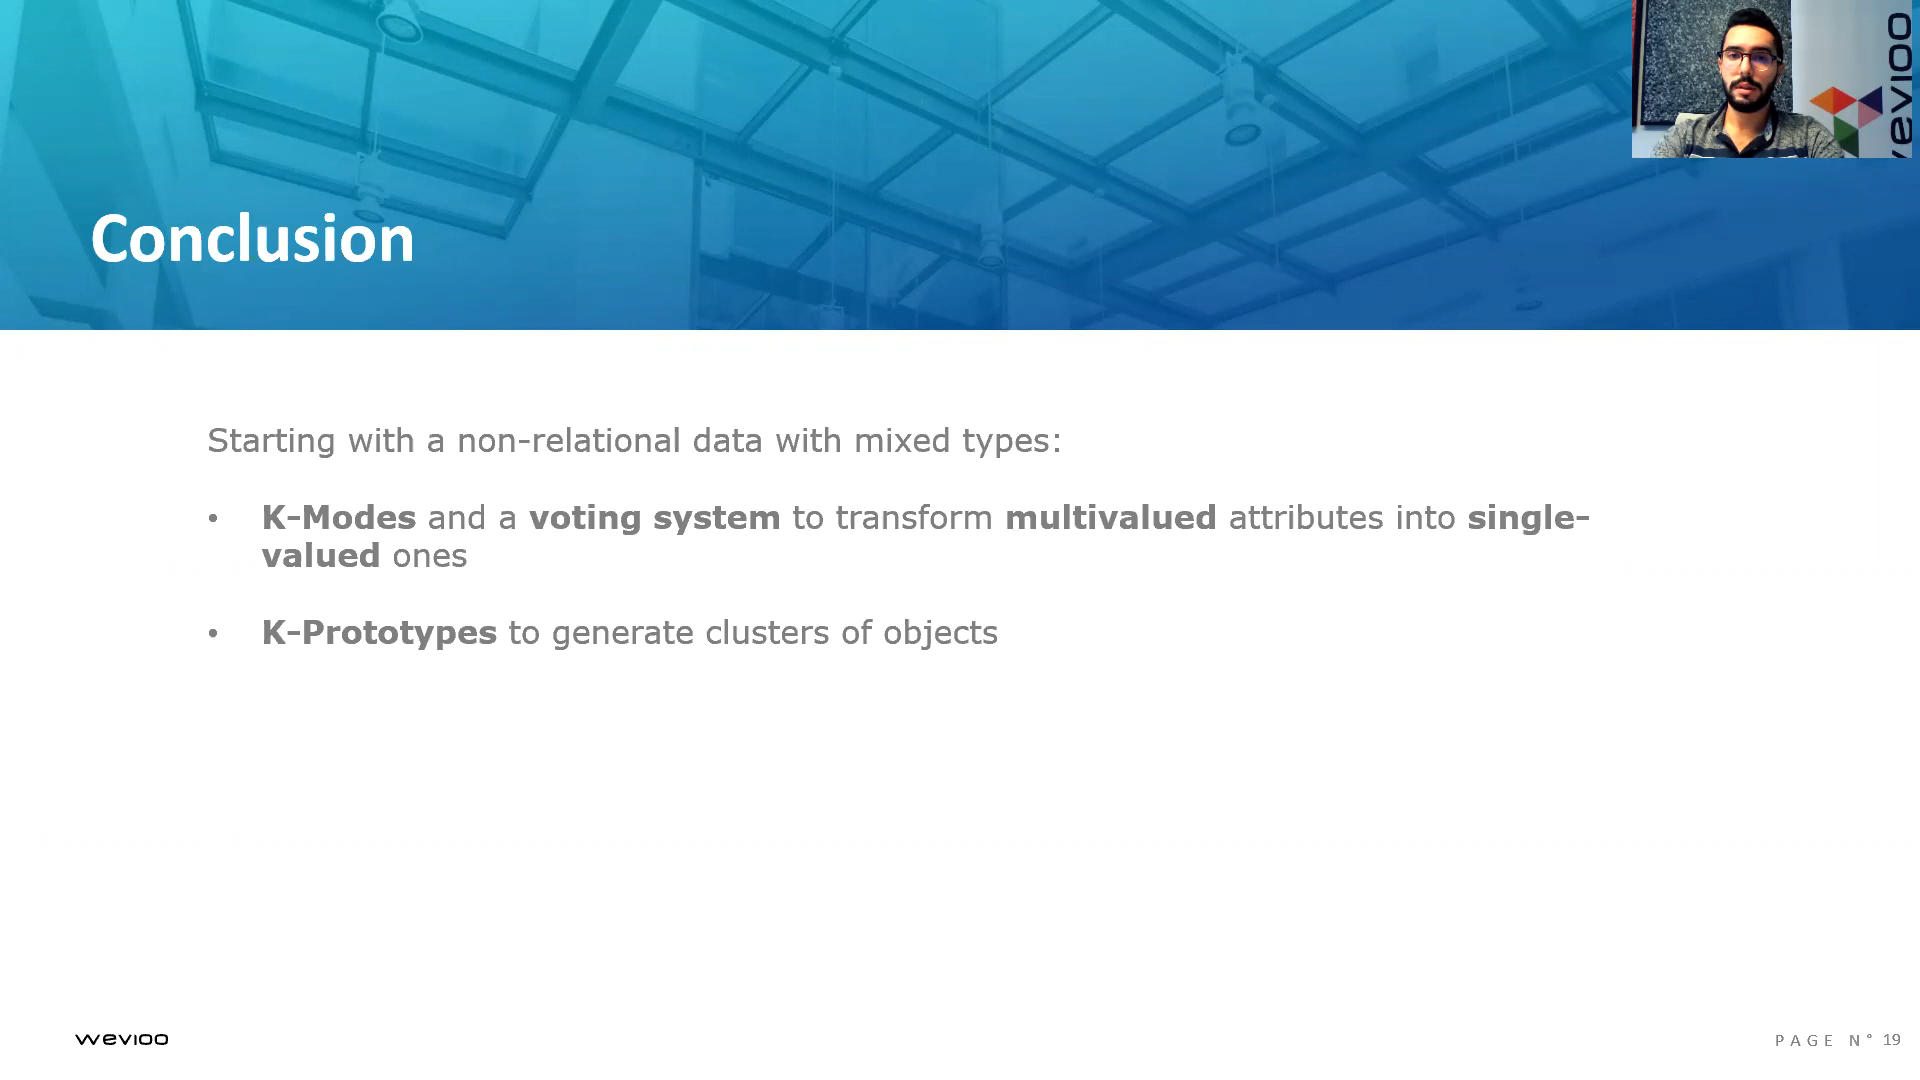 wevioo
Conclusion
Starting with a non-relational data with mixed types:
• K-Modes and a voting system to transform multivalued attributes into single-
valued ones
• K-Prototypes to generate clusters of objects
wevioo
PAGE N° 19